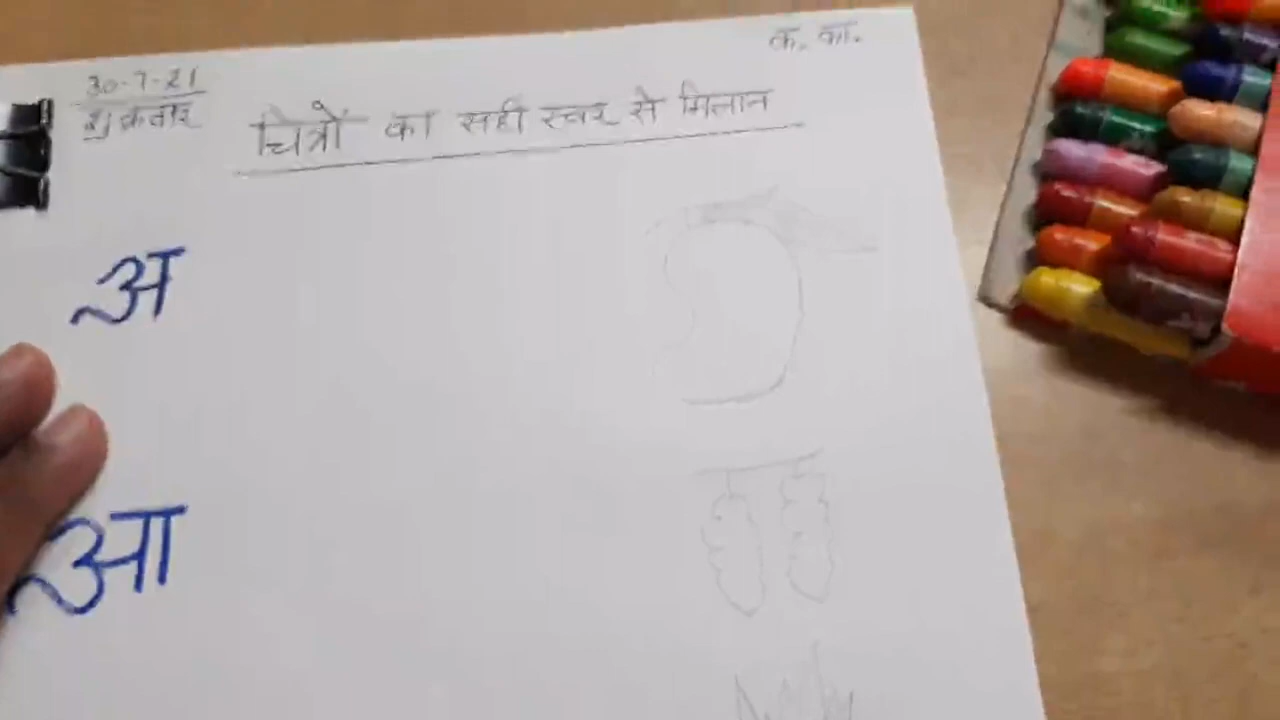 क. का.
30-7-21
शुक्रवार
चित्रों का सही स्वर से मिलान
अ
आ